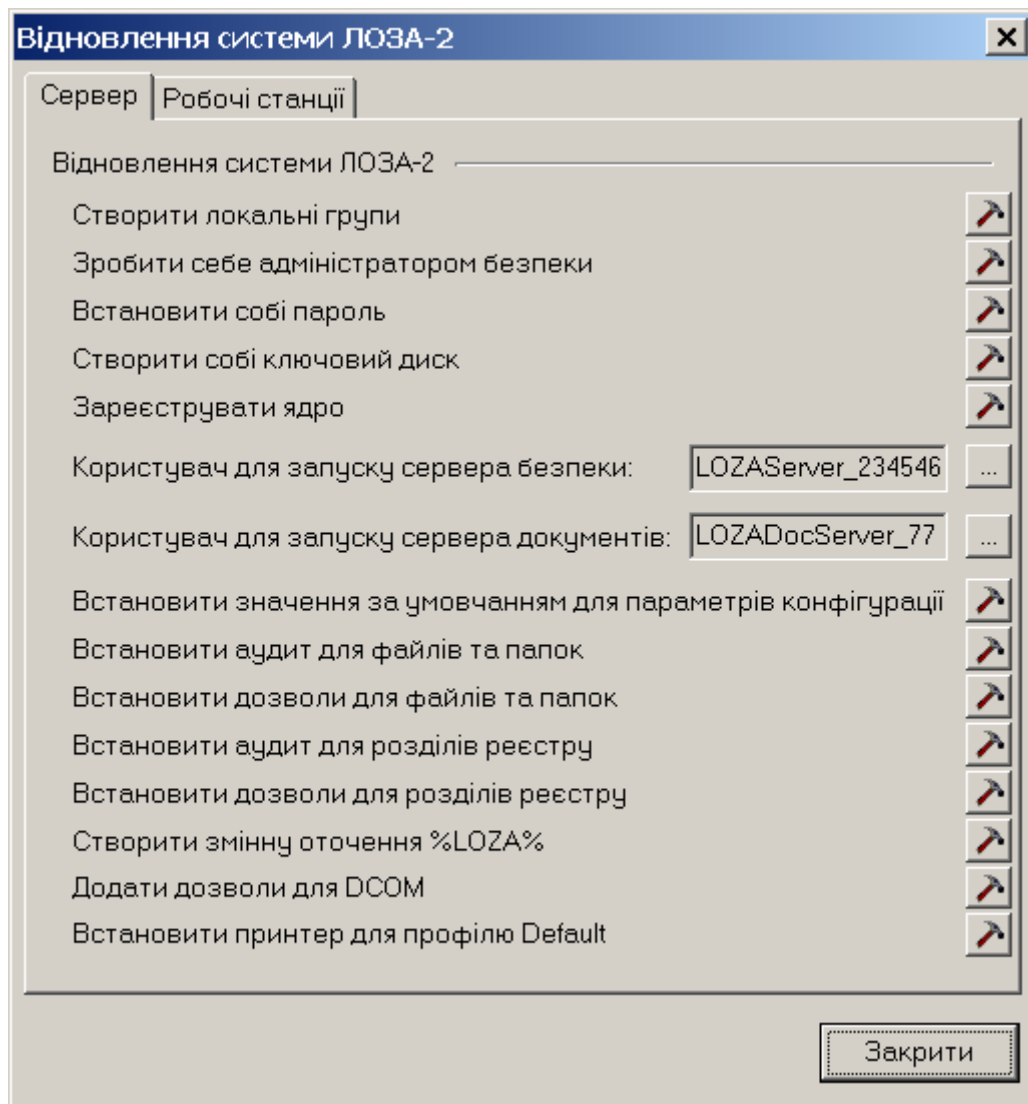 Відновлення системи ЛОЗА-2
Сервер Робочі станції
Відновлення системи ЛОЗА-2
Створити локальні групи
Зробити себе адміністратором безпеки
Встановити собі пароль
Створити собі ключовий диск
Зареєструвати ядро
Користувач для запуску сервера безпеки: LOZAServer_234546 ...
Користувач для запуску сервера документів: LOZADocServer_77 ...
Встановити значення за умовчанням для параметрів конфігурації
Встановити аудит для файлів та папок
Встановити дозволи для файлів та папок
Встановити аудит для розділів реєстру
Встановити дозволи для розділів реєстру
Створити змінну оточення %LOZA%
Додати дозволи для DCOM
Встановити принтер для профілю Default
Закрити